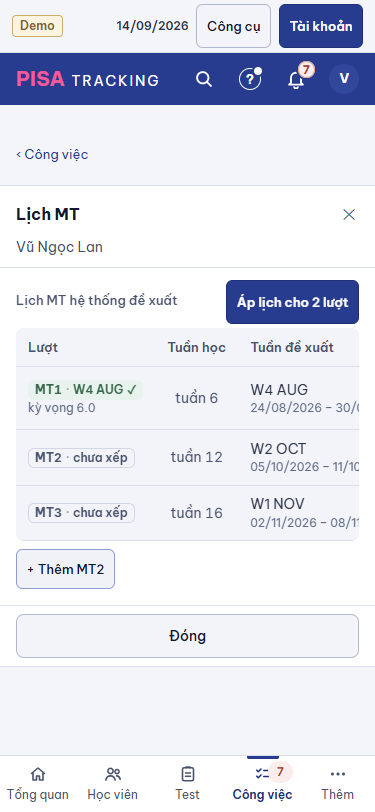 Demo 14/09/2026 Công cụ Tài khoản
PISA TRACKING ? 7 V
‹ Công việc
Lịch MT
Vũ Ngọc Lan
Lịch MT hệ thống đề xuất Áp lịch cho 2 lượt
Lượt Tuần học Tuần đề xuất
MT1 · W4 AUG ✓ tuần 6 W4 AUG
kỳ vọng 6.0 24/08/2026 – 30/0
MT2 · chưa xếp tuần 12 W2 OCT
05/10/2026 – 11/10
MT3 · chưa xếp tuần 16 W1 NOV
02/11/2026 – 08/11
+ Thêm MT2
Đóng
7
Tổng quan Học viên Test Công việc Thêm